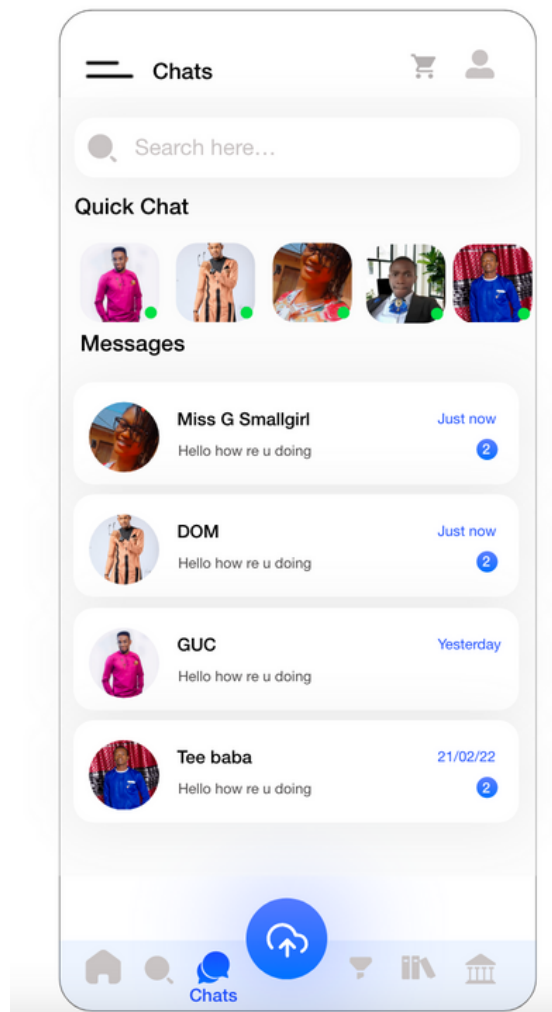 Chats
Search here...
Quick Chat
Messages
Miss G Smallgirl
Just now
Hello how re u doing
2
DOM
Just now
Hello how re u doing
2
GUC
Yesterday
Hello how re u doing
Tee baba
21/02/22
Hello how re u doing
2
Chats